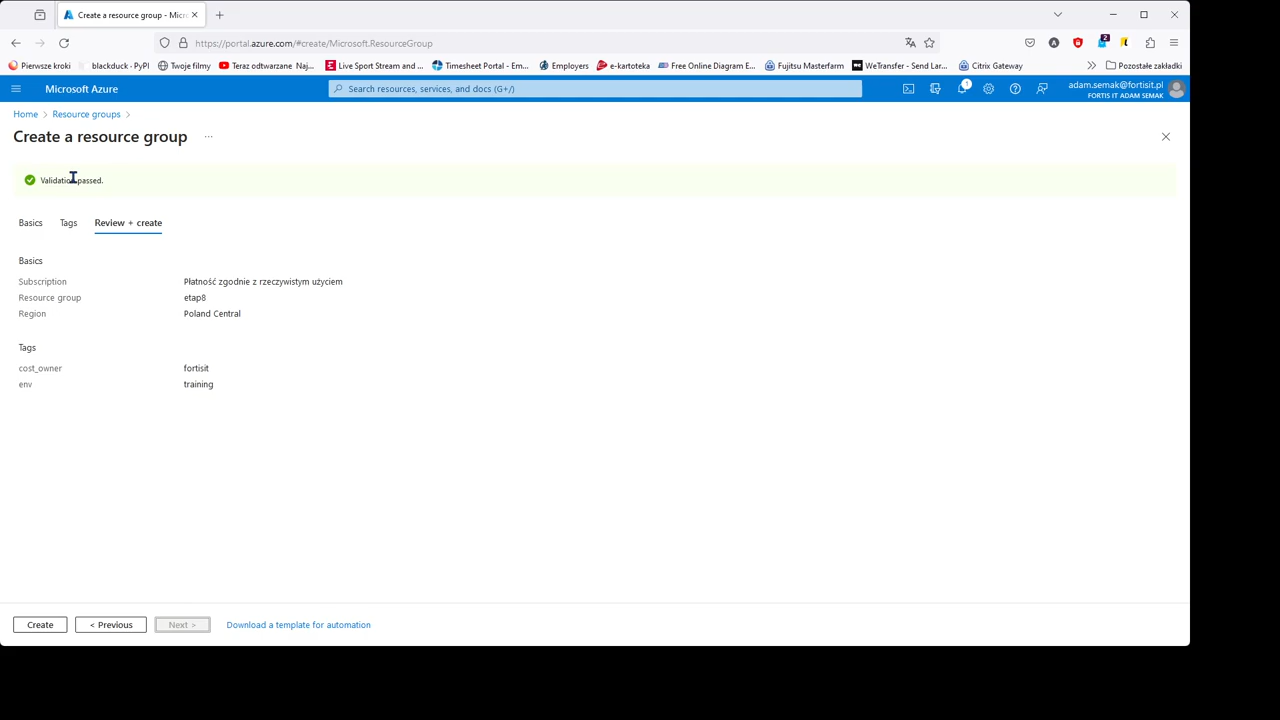 Create a resource group - Micr
https://portal.azure.com/#create/Microsoft.ResourceGroup
2
Pierwsze kroki blackduck · PyPI Twoje filmy Teraz odtwarzane Naj... Live Sport Stream and ... Timesheet Portal - Em... Employers e-kartoteka Free Online Diagram E... Fujitsu Masterfarm WeTransfer - Send Lar... Citrix Gateway Pozostałe zakładki
Microsoft Azure
Search resources, services, and docs (G+/)
1
adam.semak@fortisit.pl
FORTIS IT ADAM SEMAK
Home > Resource groups >
Create a resource group ...
Validation passed.
Basics Tags Review + create
Basics
Subscription Płatność zgodnie z rzeczywistym użyciem
Resource group etap8
Region Poland Central
Tags
cost_owner fortisit
env training
Create < Previous Next > Download a template for automation